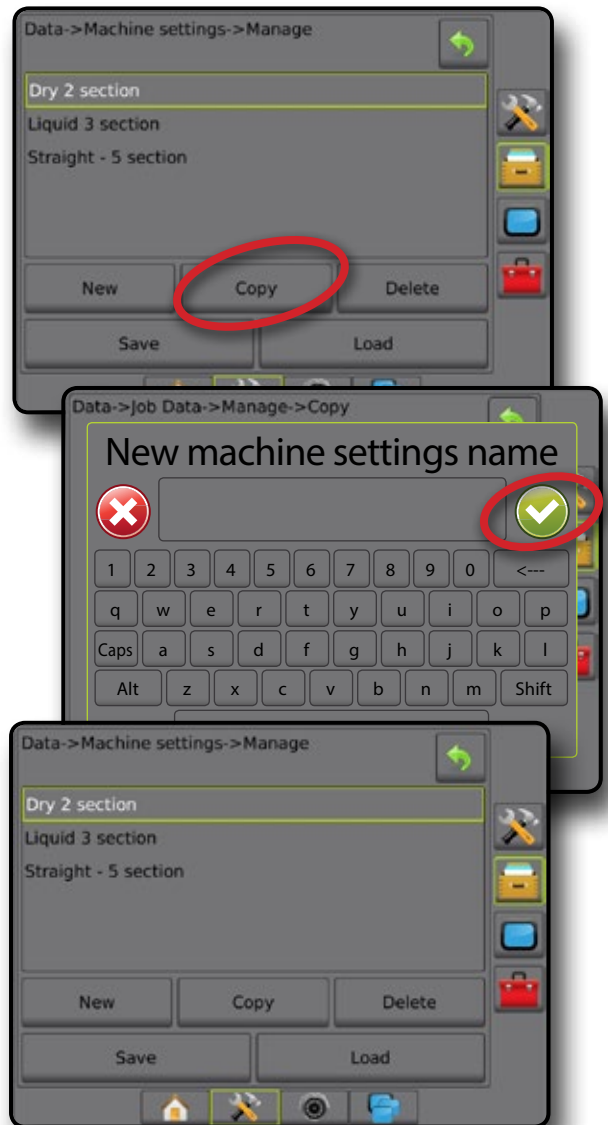 Data->Machine settings->Manage
Dry 2 section
Liquid 3 section
Straight - 5 section
New Copy Delete
Save Load
Data->Job Data->Manage->Copy
New machine settings name
1 2 3 4 5 6 7 8 9 0 <---
q w e r t y u i o p
Caps a s d f g h j k l
Alt z x c v b n m Shift
Data->Machine settings->Manage
Dry 2 section
Liquid 3 section
Straight - 5 section
New Copy Delete
Save Load